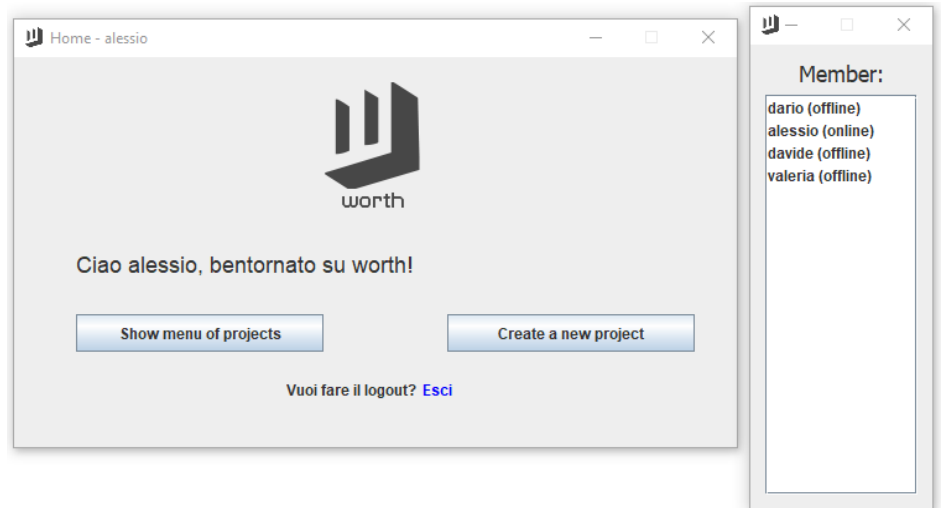 Home - alessio
worth
Ciao alessio, bentornato su worth!
Show menu of projects
Create a new project
Vuoi fare il logout? Esci
Member:
dario (offline)
alessio (online)
davide (offline)
valeria (offline)